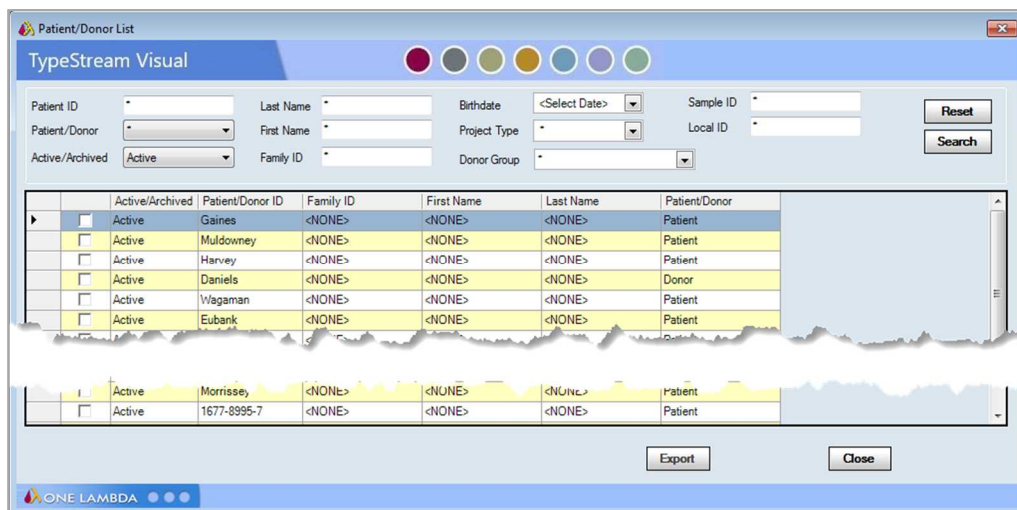 Patient/Donor List
TypeStream Visual
Patient ID * Last Name * Birthdate <Select Date> Sample ID * Reset
Patient/Donor * First Name * Project Type * Local ID * Search
Active/Archived Active Family ID * Donor Group *
Active/Archived Patient/Donor ID Family ID First Name Last Name Patient/Donor
Active Gaines <NONE> <NONE> <NONE> Patient
Active Muldowney <NONE> <NONE> <NONE> Patient
Active Harvey <NONE> <NONE> <NONE> Patient
Active Daniels <NONE> <NONE> <NONE> Donor
Active Wagaman <NONE> <NONE> <NONE> Patient
Active Eubank <NONE> <NONE> <NONE> Patient
Active Morrissey <NONE> <NONE> <NONE> Patient
Active 1677-8995-7 <NONE> <NONE> <NONE> Patient
Export Close
ONE LAMBDA